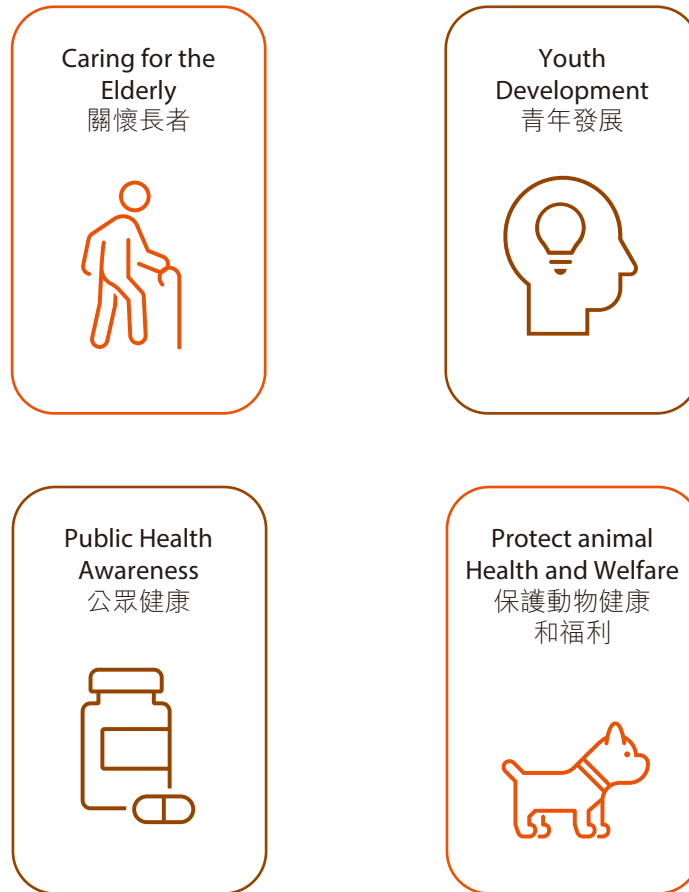 Caring for the
Elderly
關懷長者
Youth
Development
青年發展
Public Health
Awareness
公眾健康
Protect animal
Health and Welfare
保護動物健康
和福利